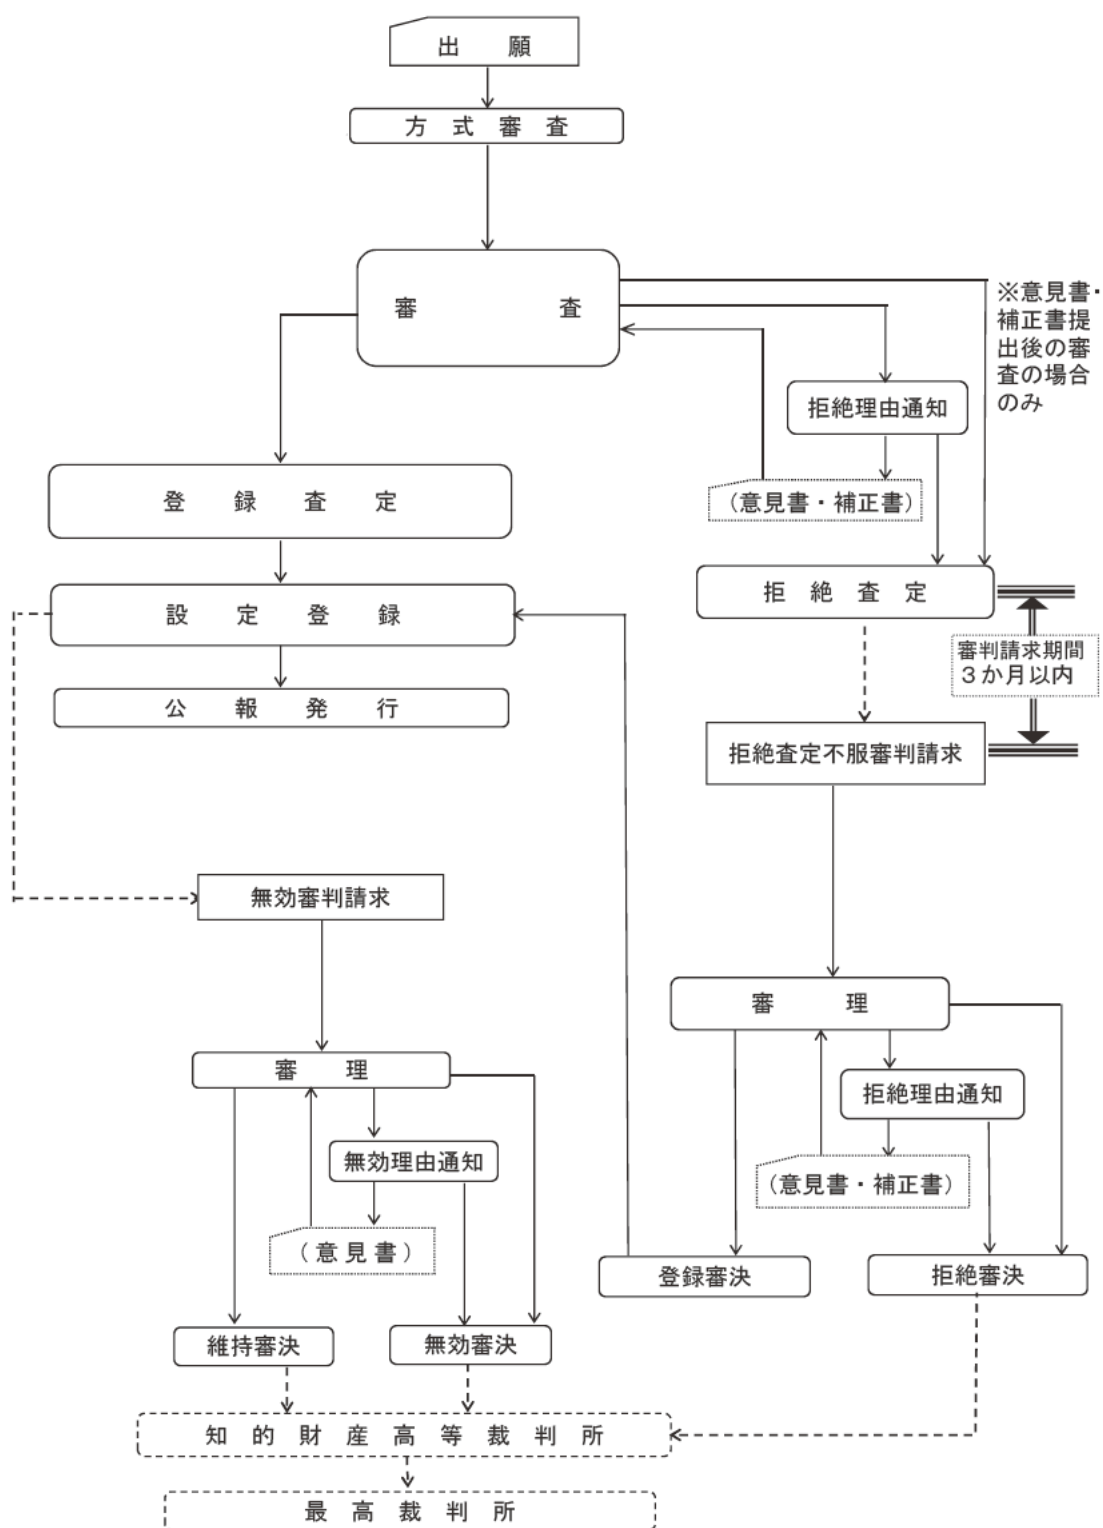 出願
方式審査
審査
※意見書・
補正書提
出後の審
査の場合
のみ
拒絶理由通知
(意見書・補正書)
登録査定
拒絶査定
設定登録
審判請求期間
3か月以内
公報発行
拒絶査定不服審判請求
無効審判請求
審理
拒絶理由通知
(意見書・補正書)
登録審決
拒絶審決
審理
無効理由通知
(意見書)
維持審決
無効審決
知的財産高等裁判所
最高裁判所